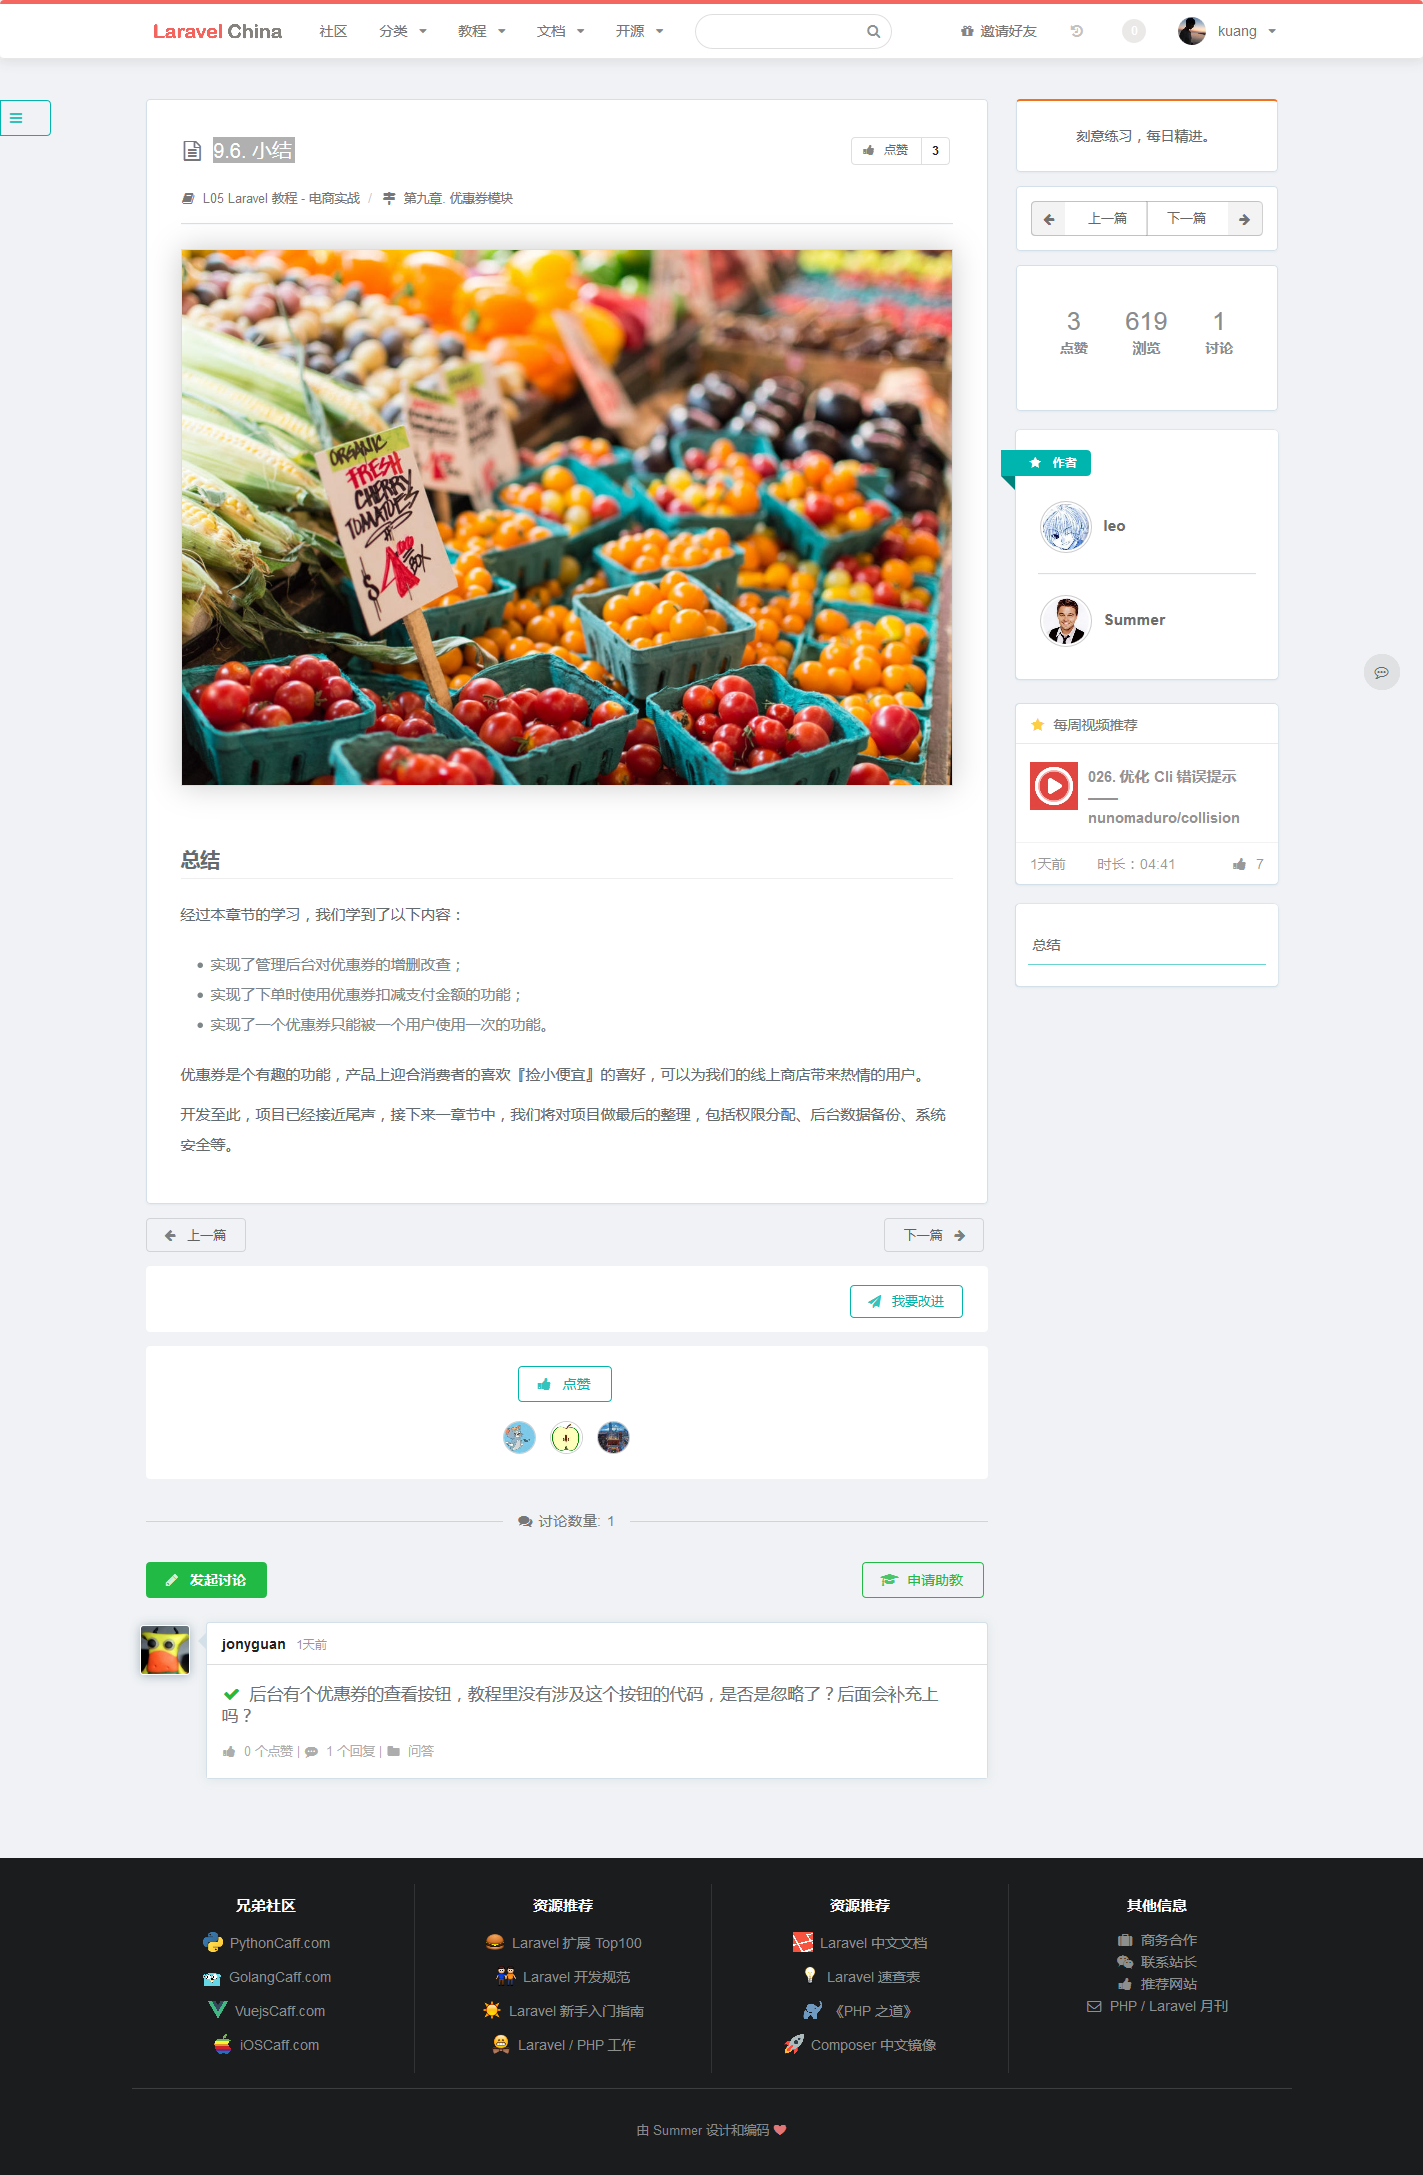 Laravel China 社区 分类 教程 文档 开源 邀请好友 0 kuang
9.6. 小结
点赞 3
L05 Laravel 教程 - 电商实战 / 第九章. 优惠券模块
ORGANIC
FRESH
CHERRY
TOMATOES
$4 BOX
总结
经过本章节的学习，我们学到了以下内容：
• 实现了管理后台对优惠券的增删改查；
• 实现了下单时使用优惠券扣减支付金额的功能；
• 实现了一个优惠券只能被一个用户使用一次的功能。
优惠券是个有趣的功能，产品上迎合消费者的喜欢『捡小便宜』的喜好，可以为我们的线上商店带来热情的用户。
开发至此，项目已经接近尾声，接下来一章节中，我们将对项目做最后的整理，包括权限分配、后台数据备份、系统
安全等。
上一篇 下一篇
我要改进
点赞
讨论数量: 1
发起讨论 申请助教
jonyguan 1天前
后台有个优惠券的查看按钮，教程里没有涉及这个按钮的代码，是否是忽略了？后面会补充上
吗？
0 个点赞 | 1 个回复 | 问答
刻意练习，每日精进。
上一篇 下一篇
3 619 1
点赞 浏览 讨论
作者
leo
Summer
每周视频推荐
026. 优化 Cli 错误提示
——
nunomaduro/collision
1天前 时长：04:41 7
总结
兄弟社区
PythonCaff.com
GolangCaff.com
VuejsCaff.com
iOSCaff.com
资源推荐
Laravel 扩展 Top100
Laravel 开发规范
Laravel 新手入门指南
Laravel / PHP 工作
资源推荐
Laravel 中文文档
Laravel 速查表
《PHP 之道》
Composer 中文镜像
其他信息
商务合作
联系站长
推荐网站
PHP / Laravel 月刊
由 Summer 设计和编码